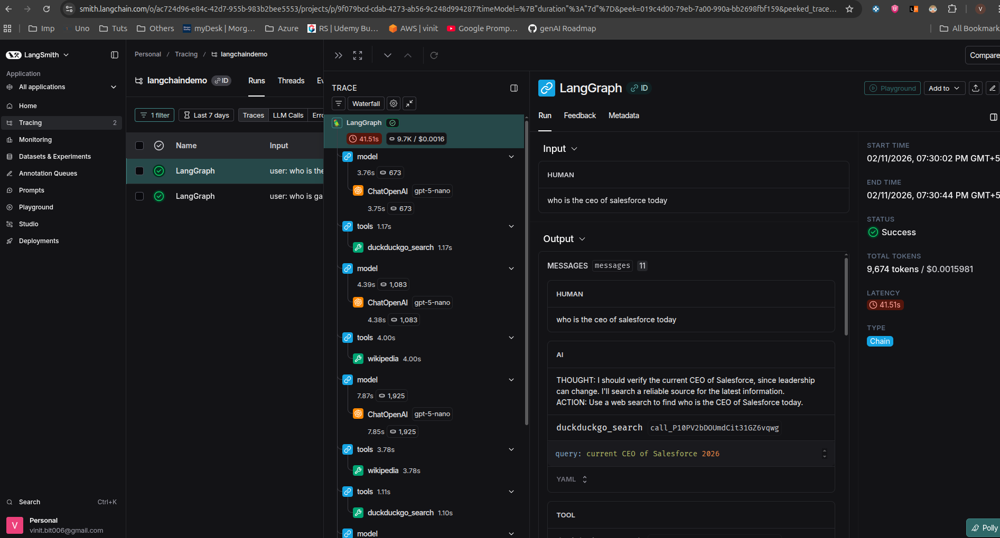 smith.langchain.com/o/ac724d96-e84c-42d7-955b-983b2bee5553/projects/p/9f079bcd-cdab-4273-ab56-9c248d994287?timeModel=%7B"duration"%3A"7d"%7D&peek=019c4d00-79eb-7a00-990a-bb2698fbf159&peeked_trace...
V
Imp
Uno
Tuts
Others
myDesk | Morg...
Azure
RS | Udemy Bu...
AWS | vinit
Google Promp...
genAI Roadmap
All Bookmark
LangSmith
Application
All applications
Home
Tracing 2
Monitoring
Datasets & Experiments
Annotation Queues
Prompts
Playground
Studio
Deployments
Search Ctrl+K
V
Personal
vinit.bit006@gmail.com
Personal / Tracing / langchaindemo
langchaindemo ID Runs Threads Ev
1 filter Last 7 days Traces LLM Calls Erro
Name Input
LangGraph user: who is the
LangGraph user: who is ga
TRACE
Waterfall
LangGraph
41.51s 9.7K / $0.0016
model
3.76s 673
ChatOpenAI gpt-5-nano
3.75s 673
tools 1.17s
duckduckgo_search 1.17s
model
4.39s 1,083
ChatOpenAI gpt-5-nano
4.38s 1,083
tools 4.00s
wikipedia 4.00s
model
7.87s 1,925
ChatOpenAI gpt-5-nano
7.85s 1,925
tools 3.78s
wikipedia 3.78s
tools 1.11s
duckduckgo_search 1.10s
model
Compare
LangGraph ID
Playground Add to
Run Feedback Metadata
Input
HUMAN
who is the ceo of salesforce today
Output
MESSAGES messages 11
HUMAN
who is the ceo of salesforce today
AI
THOUGHT: I should verify the current CEO of Salesforce, since leadership
can change. I'll search a reliable source for the latest information.
ACTION: Use a web search to find who is the CEO of Salesforce today.
duckduckgo_search call_P10PV2bDOUmdCit31GZ6vqwg
query: current CEO of Salesforce 2026
YAML
TOOL
START TIME
02/11/2026, 07:30:02 PM GMT+5
END TIME
02/11/2026, 07:30:44 PM GMT+5
STATUS
Success
TOTAL TOKENS
9,674 tokens / $0.0015981
LATENCY
41.51s
TYPE
Chain
Polly